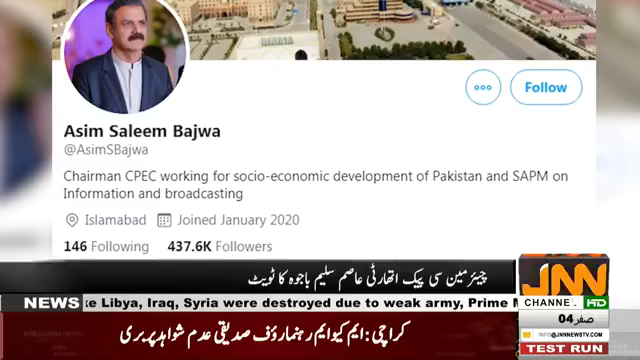 Follow
Asim Saleem Bajwa
@AsimSBajwa
Chairman CPEC working for socio-economic development of Pakistan and SAPM on
Information and broadcasting
Islamabad Joined January 2020
146 Following 437.6K Followers
چیئرمین سی پیک اتھارٹی عاصم سلیم باجوہ کا ٹویٹ
JNN
CHANNEL HD
NEWS
ke Libya, Iraq, Syria were destroyed due to weak army, Prime M
صفر 04
کراچی : ایم کیو ایم رہنما رؤف صدیقی عدم شواہد پر بری
INFO@JNNEWSTV.COM
TEST RUN